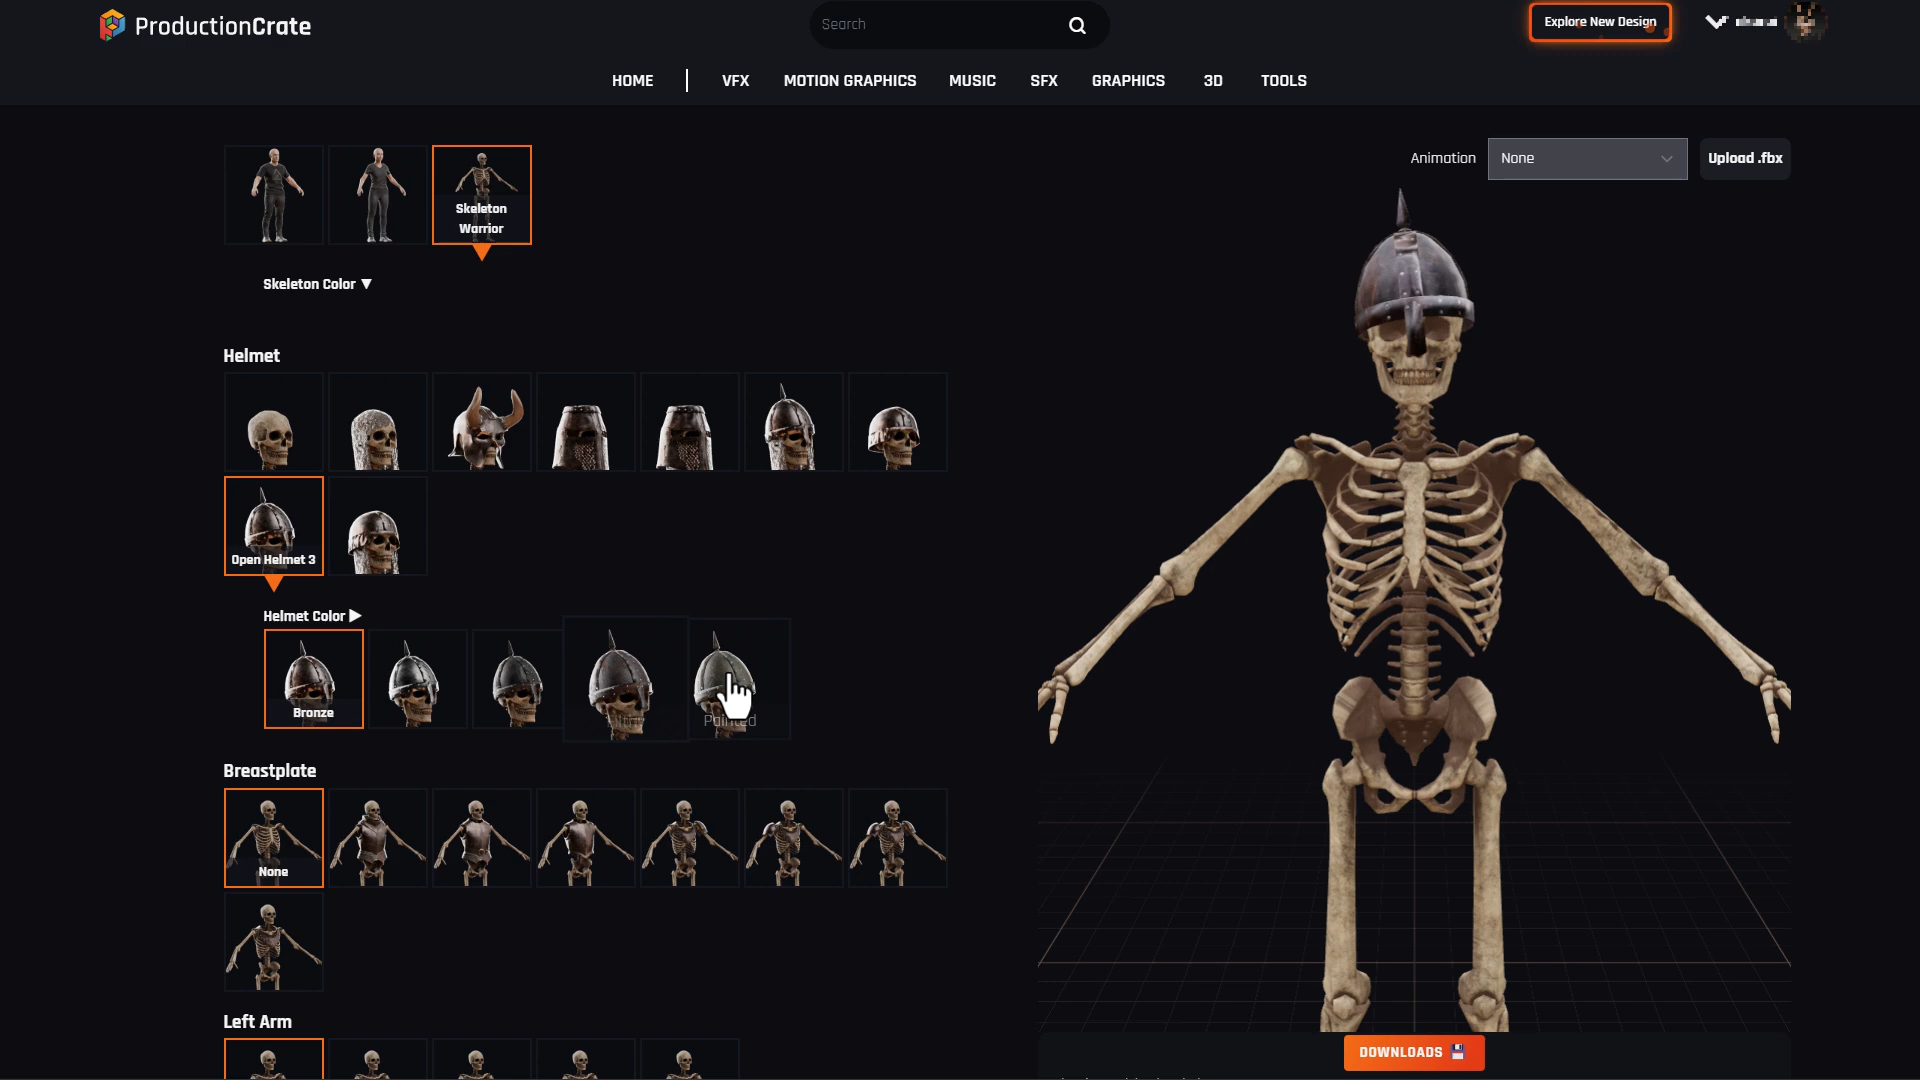 ProductionCrate
Search
Explore New Design
HOME
VFX
MOTION GRAPHICS
MUSIC
SFX
GRAPHICS
3D
TOOLS
Skeleton
Warrior
Animation
None
Upload .fbx
Skeleton Color ▼
Helmet
Open Helmet 3
Helmet Color ▶
Bronze
Painted
Breastplate
None
Left Arm
DOWNLOADS